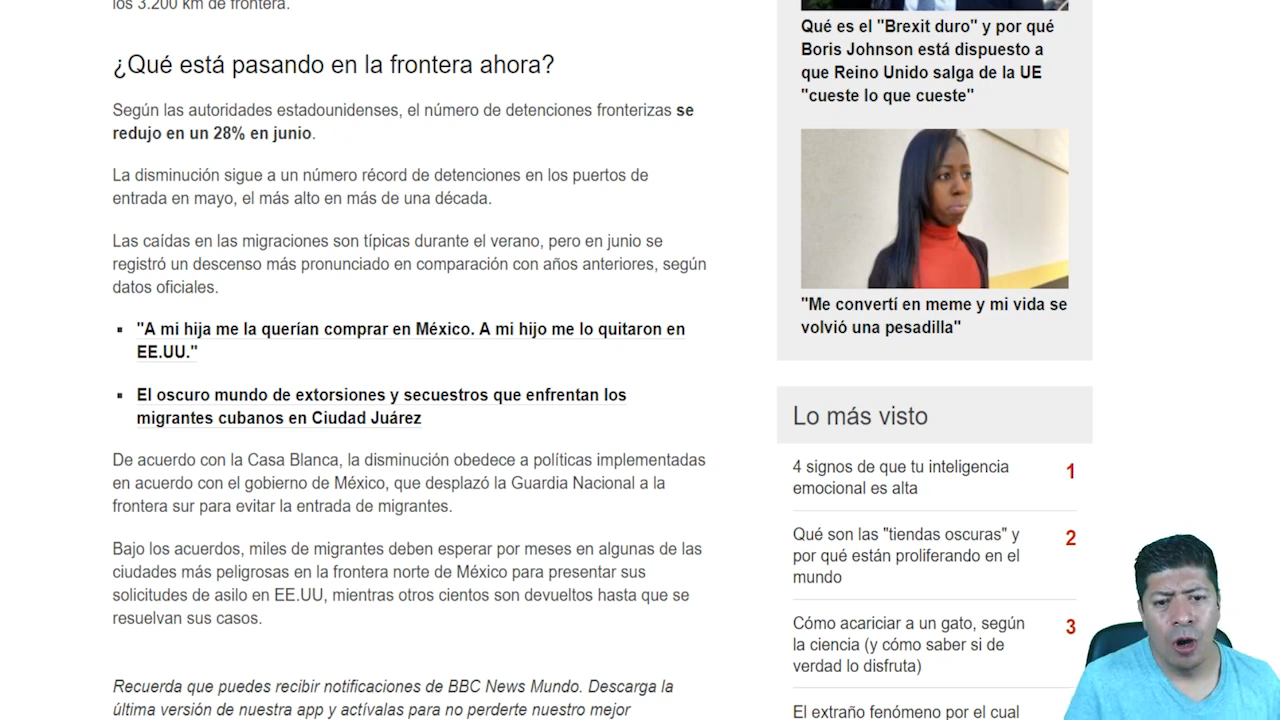 los 3.200 km de frontera.
¿Qué está pasando en la frontera ahora?
Según las autoridades estadounidenses, el número de detenciones fronterizas se
redujo en un 28% en junio.
La disminución sigue a un número récord de detenciones en los puertos de
entrada en mayo, el más alto en más de una década.
Las caídas en las migraciones son típicas durante el verano, pero en junio se
registró un descenso más pronunciado en comparación con años anteriores, según
datos oficiales.
"A mi hija me la querían comprar en México. A mi hijo me lo quitaron en
EE.UU."
El oscuro mundo de extorsiones y secuestros que enfrentan los
migrantes cubanos en Ciudad Juárez
De acuerdo con la Casa Blanca, la disminución obedece a políticas implementadas
en acuerdo con el gobierno de México, que desplazó la Guardia Nacional a la
frontera sur para evitar la entrada de migrantes.
Bajo los acuerdos, miles de migrantes deben esperar por meses en algunas de las
ciudades más peligrosas en la frontera norte de México para presentar sus
solicitudes de asilo en EE.UU, mientras otros cientos son devueltos hasta que se
resuelvan sus casos.
Recuerda que puedes recibir notificaciones de BBC News Mundo. Descarga la
última versión de nuestra app y actívalas para no perderte nuestro mejor
Qué es el "Brexit duro" y por qué
Boris Johnson está dispuesto a
que Reino Unido salga de la UE
"cueste lo que cueste"
"Me convertí en meme y mi vida se
volvió una pesadilla"
Lo más visto
4 signos de que tu inteligencia
emocional es alta
1
Qué son las "tiendas oscuras" y
por qué están proliferando en el
mundo
2
Cómo acariciar a un gato, según
la ciencia (y cómo saber si de
verdad lo disfruta)
3
El extraño fenómeno por el cual